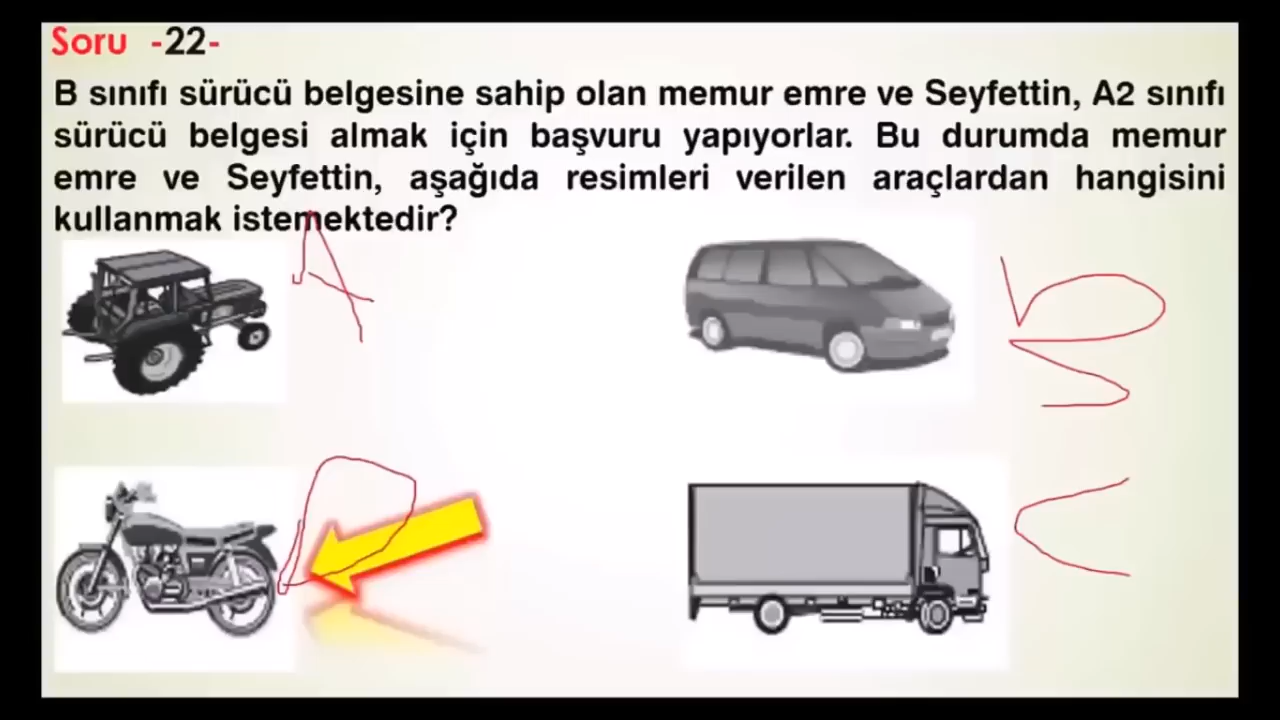 Soru -22-
B sınıfı sürücü belgesine sahip olan memur emre ve Seyfettin, A2 sınıfı
sürücü belgesi almak için başvuru yapıyorlar. Bu durumda memur
emre ve Seyfettin, aşağıda resimleri verilen araçlardan hangisini
kullanmak istemektedir?
A
B
D
C